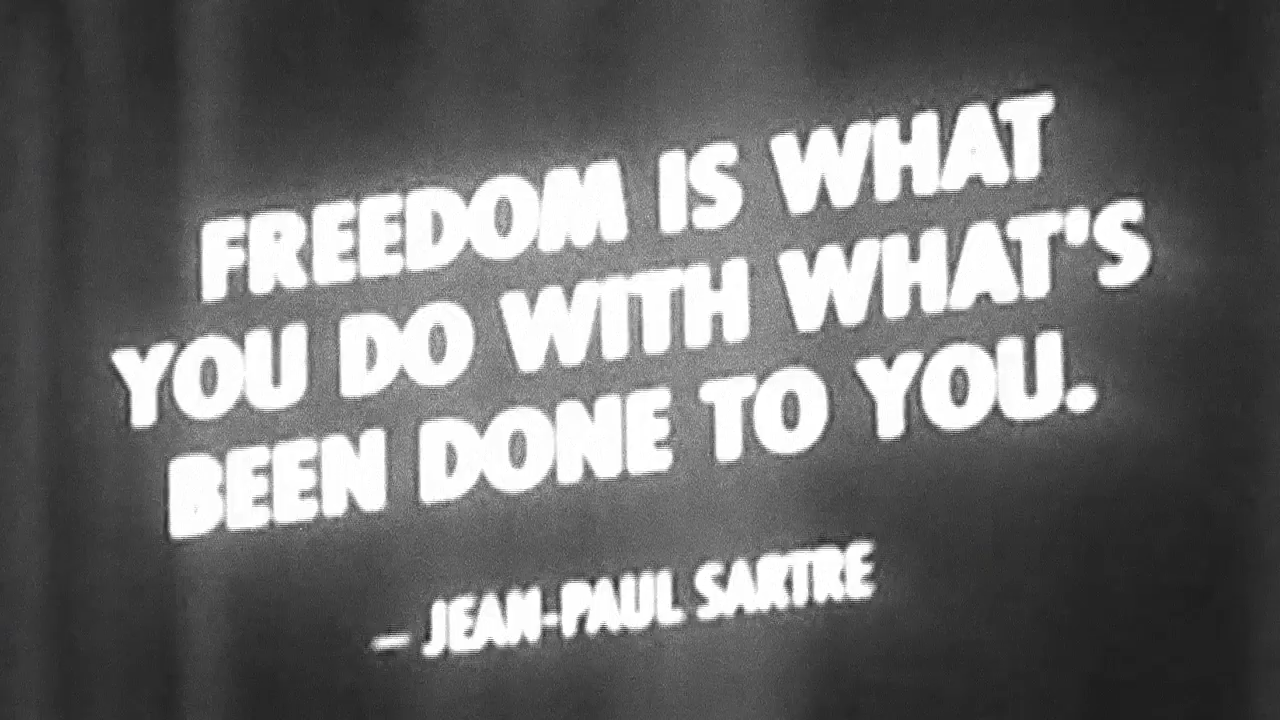 FREEDOM IS WHAT
YOU DO WITH WHAT'S
BEEN DONE TO YOU.
– JEAN-PAUL SARTRE